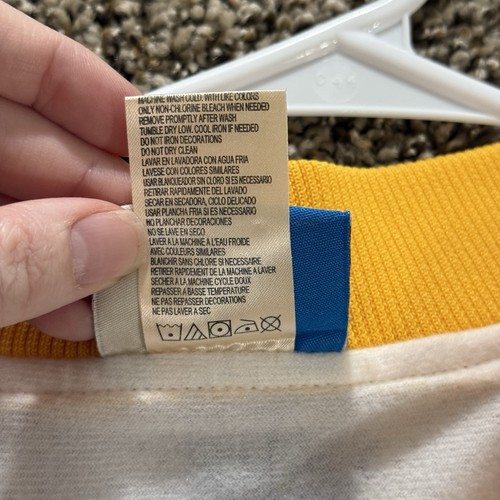 MACHINE WASH COLD, WITH LIKE COLORS
ONLY NON-CHLORINE BLEACH WHEN NEEDED
REMOVE PROMPTLY AFTER WASH
TUMBLE DRY LOW. COOL IRON IF NEEDED
DO NOT IRON DECORATIONS
DO NOT DRY CLEAN
LAVAR EN LAVADORA CON AGUA FRIA
LAVESE CON COLORES SIMILARES
USAR BLANQUEADOR SIN CLORO SI ES NECESARIO
RETIRAR RAPIDAMENTE DEL LAVADO
SECAR EN SECADORA, CICLO DELICADO
USAR PLANCHA FRIA SI ES NECESARIO
NO PLANCHAR DECORACIONES
NO SE LAVE EN SECO
LAVER A LA MACHINE A L'EAU FROIDE
AVEC COULEURS SIMILAIRES
BLANCHIR SANS CHLORE SI NECESSAIRE
RETIRER RAPIDEMENT DE LA MACHINE A LAVER
SECHER A LA MACHINE CYCLE DOUX
REPASSER A BASSE TEMPERATURE
NE PAS REPASSER DECORATIONS
NE PAS LAVER A SEC